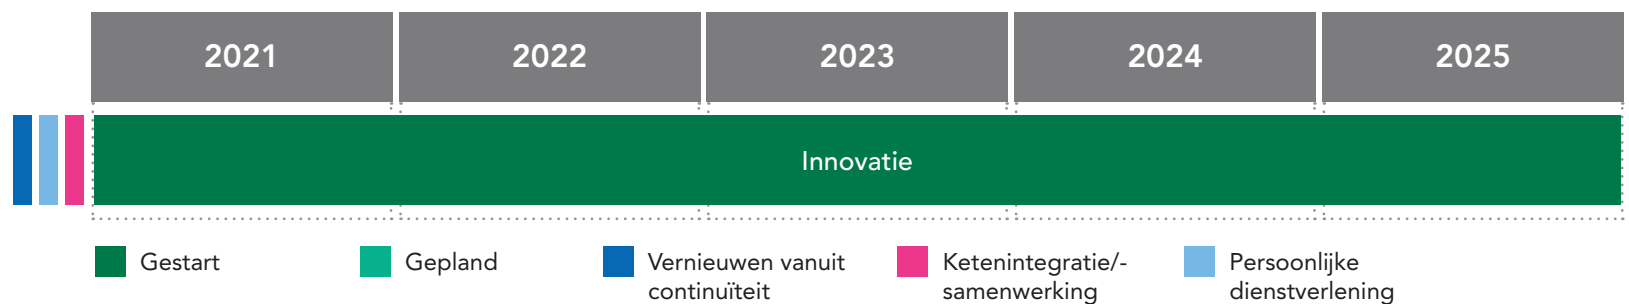 2021 2022 2023 2024 2025
Innovatie
Gestart
Gepland
Vernieuwen vanuit
continuïteit
Ketenintegratie/-
samenwerking
Persoonlijke
dienstverlening